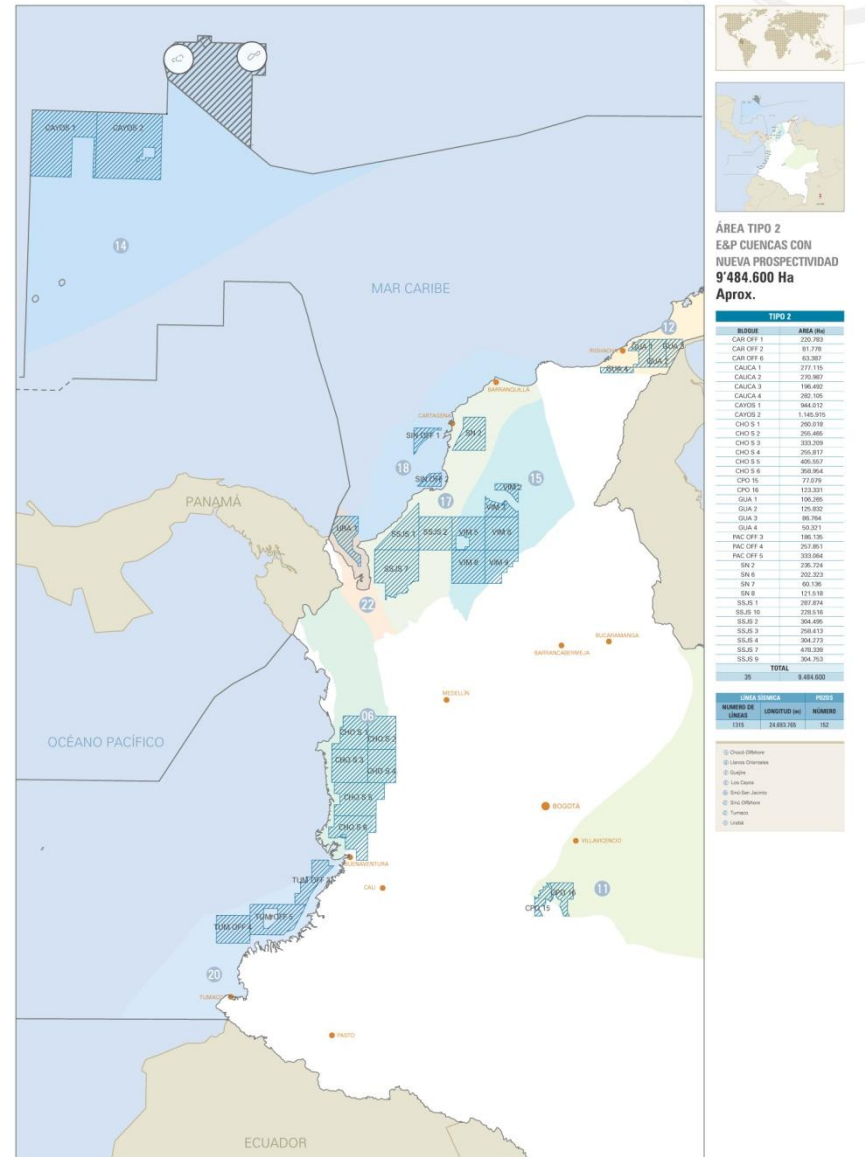 CAYOS 1
CAYOS 2
14
MAR CARIBE
12
RIOHACHA
GUA 1
GUA 3
GUA 2
GUA 4
BARRANQUILLA
CARTAGENA
SIN OFF 1
SN 2
18
SIN OFF 2
17
15
PANAMÁ
URA 1
SSJS 1
SSJS 2
VIM 5
VIM 6
SSJS 7
VIM 8
VIM 9
22
BUCARAMANGA
BARRANCABERMEJA
MEDELLÍN
06
OCÉANO PACÍFICO
CHO S 1
CHO S 2
CHO S 3
CHO S 4
CHO S 5
CHO S 6
BOGOTÁ
VILLAVICENCIO
BUENAVENTURA
CALI
TUM OFF 3
CPO 16
11
CPO 15
TUM OFF 5
TUM OFF 4
20
TUMACO
PASTO
ECUADOR
ÁREA TIPO 2
E&P CUENCAS CON
NUEVA PROSPECTIVIDAD
9'484.600 Ha
Aprox.
TIPO 2
BLOQUE AREA (Ha)
CAR OFF 1 220.783
CAR OFF 2 81.778
CAR OFF 6 63.387
CAUCA 1 277.115
CAUCA 2 270.987
CAUCA 3 196.492
CAUCA 4 282.105
CAYOS 1 944.012
CAYOS 2 1.145.915
CHO S 1 260.018
CHO S 2 255.465
CHO S 3 333.209
CHO S 4 255.817
CHO S 5 405.557
CHO S 6 350.954
CPO 15 77.079
CPO 16 123.331
GUA 1 106.265
GUA 2 125.832
GUA 3 86.764
GUA 4 50.321
PAC OFF 3 186.135
PAC OFF 4 257.851
PAC OFF 5 333.064
SN 2 235.724
SN 6 202.323
SN 7 60.136
SN 8 121.518
SSJS 1 287.874
SSJS 10 228.516
SSJS 2 304.495
SSJS 3 258.413
SSJS 4 304.273
SSJS 7 478.339
SSJS 9 304.753
TOTAL
35 9.484.600
LÍNEA SÍSMICA POZOS
NUMERO DE LÍNEAS LONGITUD (m) NÚMERO
1315 24.693.765 152
Chocó Offshore
Llanos Orientales
Guajira
Los Cayos
Sinú-San Jacinto
Sinú Offshore
Tumaco
Urabá